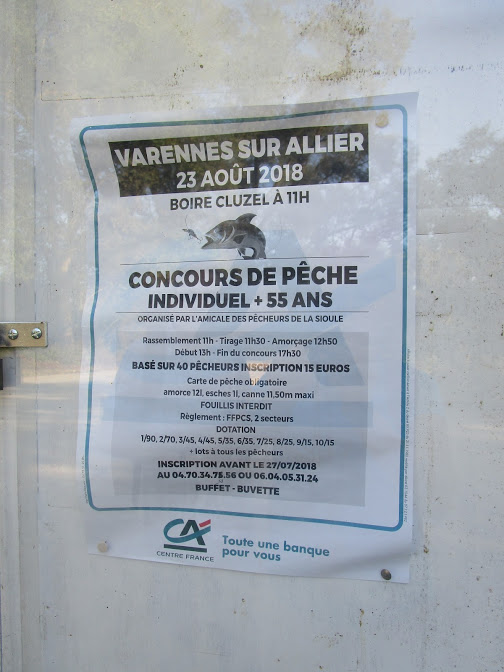 VARENNES SUR ALLIER
23 AOÛT 2018
BOIRE CLUZEL À 11H
CONCOURS DE PÊCHE
INDIVIDUEL + 55 ANS
ORGANISÉ PAR L'AMICALE DES PÊCHEURS DE LA SIOULE
Rassemblement 11h - Tirage 11h30 - Amorçage 12h50
Début 13h - Fin du concours 17h30
BASÉ SUR 40 PÊCHEURS INSCRIPTION 15 EUROS
Carte de pêche obligatoire
amorce 12l, esches 1l, canne 11,50m maxi
FOUILLIS INTERDIT
Règlement : FFPCS, 2 secteurs
DOTATION
1/90, 2/70, 3/45, 4/45, 5/35, 6/35, 7/25, 8/25, 9/15, 10/15
+ lots à tous les pêcheurs
INSCRIPTION AVANT LE 27/07/2018
AU 04.70.34.75.56 OU 06.04.05.31.24
BUFFET - BUVETTE
CA
CENTRE FRANCE
Toute une banque
pour vous